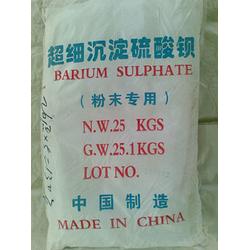 超细沉淀硫酸钡
BARIUM SULPHATE
(粉末专用)
N.W.25 KGS
G.W.25.1KGS
LOT NO.
中国制造
MADE IN CHINA